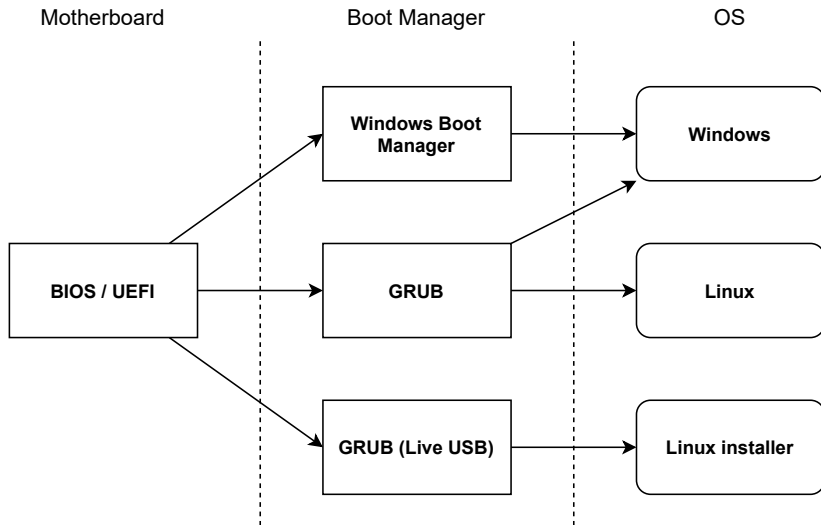 Motherboard
Boot Manager
OS
Windows Boot
Manager
Windows
BIOS / UEFI
GRUB
Linux
GRUB (Live USB)
Linux installer